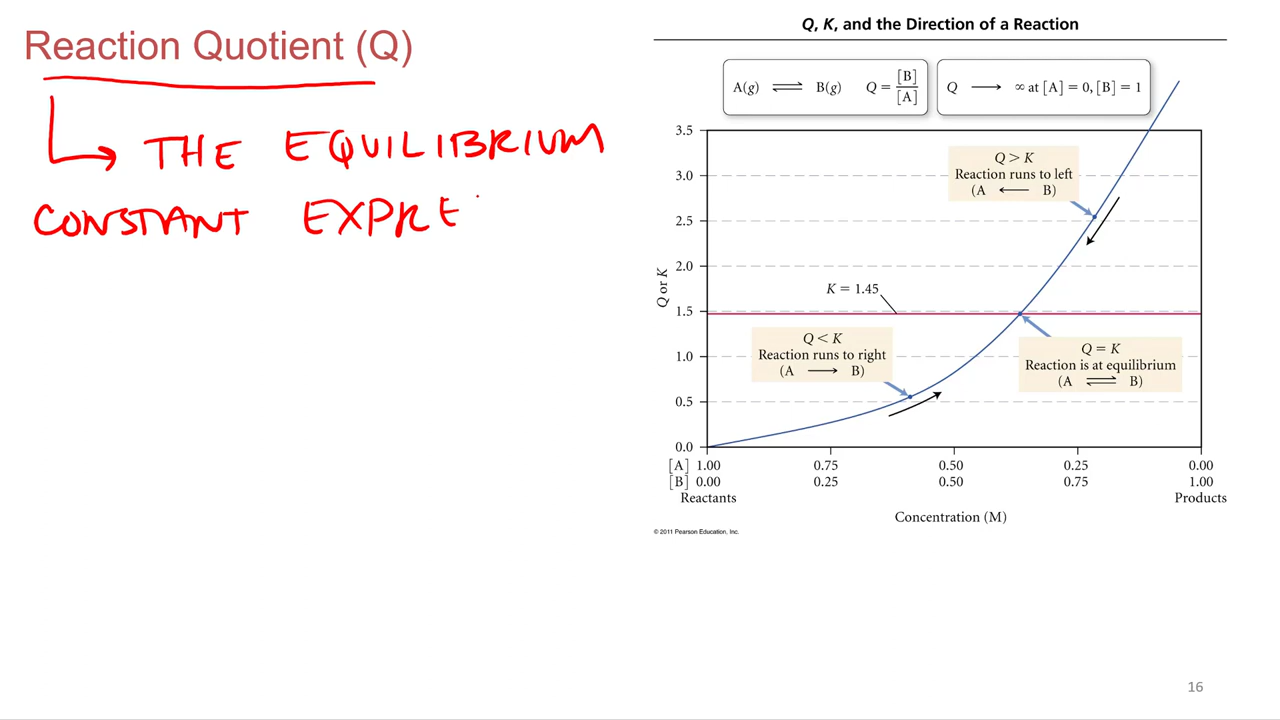 Reaction Quotient (Q)
THE EQUILIBRIUM
CONSTANT EXPRE
Q, K, and the Direction of a Reaction
A(g) ⇌ B(g) Q = [B]/[A]
Q ⟶ ∞ at [A] = 0, [B] = 1
3.5
3.0
2.5
2.0
1.5
1.0
0.5
0.0
Q or K
Q > K
Reaction runs to left
(A ⟵ B)
K = 1.45
Q < K
Reaction runs to right
(A ⟶ B)
Q = K
Reaction is at equilibrium
(A ⇌ B)
[A] 1.00 0.75 0.50 0.25 0.00
[B] 0.00 0.25 0.50 0.75 1.00
Reactants Products
Concentration (M)
© 2011 Pearson Education, Inc.
16